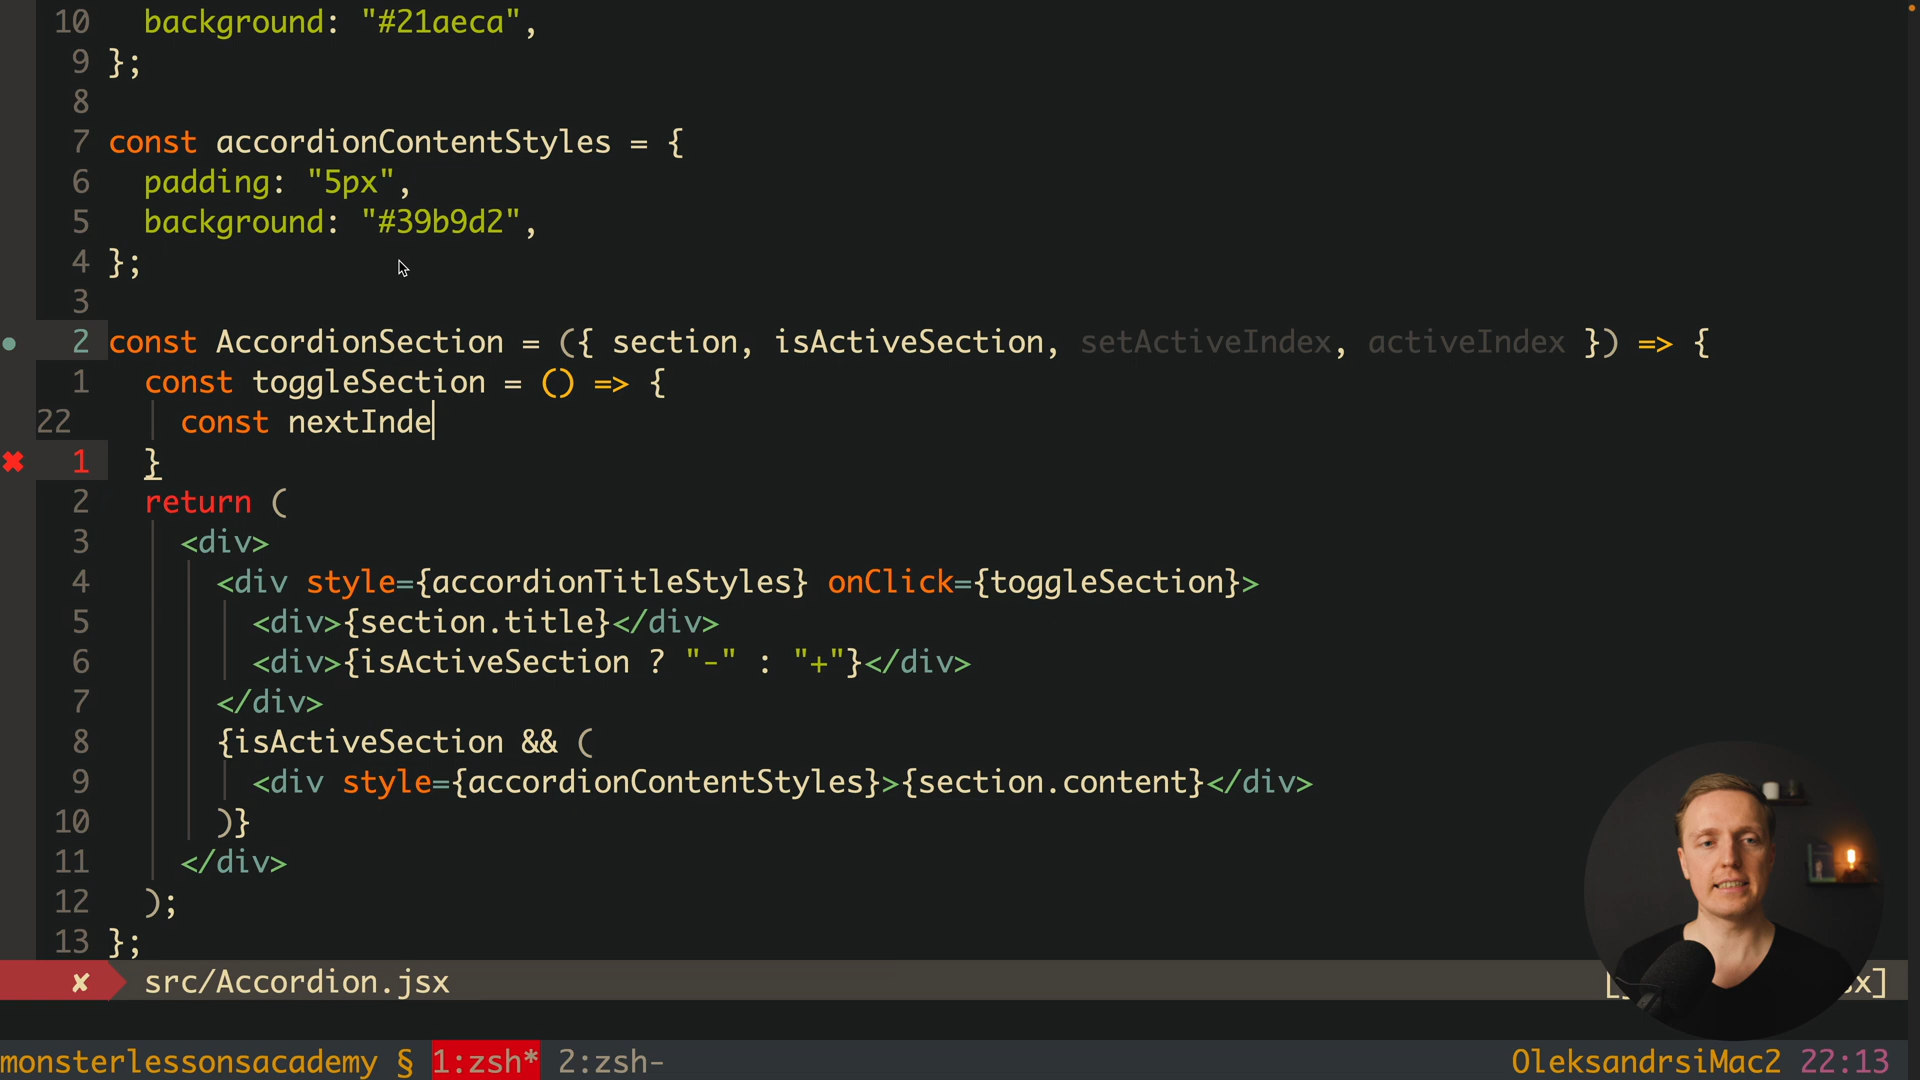 10   background: "#21aeca",
9 };
8
7 const accordionContentStyles = {
6   padding: "5px",
5   background: "#39b9d2",
4 };
3
2 const AccordionSection = ({ section, isActiveSection, setActiveIndex, activeIndex }) => {
1   const toggleSection = () => {
22     const nextInde
✖ 1   }
2   return (
3     <div>
4       <div style={accordionTitleStyles} onClick={toggleSection}>
5         <div>{section.title}</div>
6         <div>{isActiveSection ? "-" : "+"}</div>
7       </div>
8       {isActiveSection && (
9         <div style={accordionContentStyles}>{section.content}</div>
10       )}
11     </div>
12   );
13 };
✘ src/Accordion.jsx
monsterlessonsacademy § 1:zsh* 2:zsh- OleksandrsiMac2 22:13